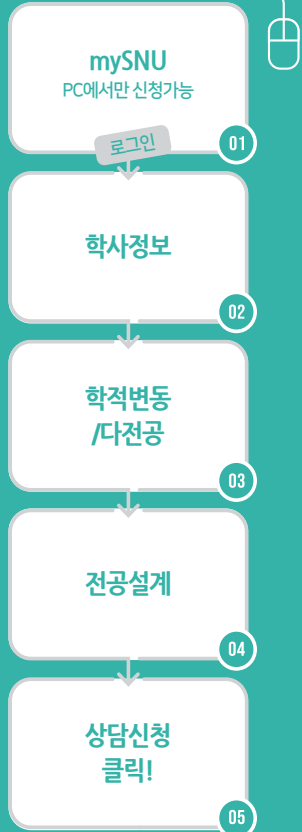 mySNU
PC에서만 신청가능
로그인
01
학사정보
02
학적변동
/다전공
03
전공설계
04
상담신청
클릭!
05